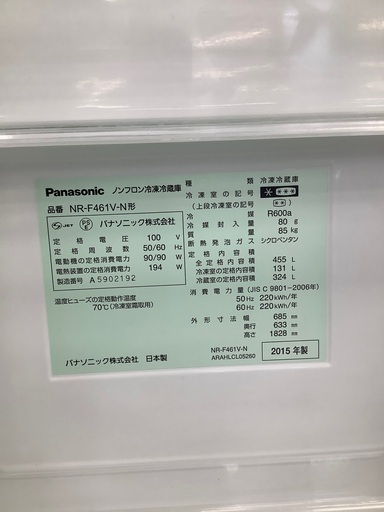 Panasonic ノンフロン冷凍冷蔵庫
品番 NR-F461V-N形
JET PSE パナソニック株式会社
定格電圧 100 V
定格周波数 50/60 Hz
電動機の定格消費電力 90/90 W
電熱装置の定格消費電力 194 W
製造番号 A 5902192
温度ヒューズの定格動作温度
70℃(冷凍室霜取用)
パナソニック株式会社 日本製
種類 冷凍冷蔵庫
冷凍室の記号 ****
(上段冷凍室の記号 **)
冷媒 R600a
冷媒封入量 80 g
質量 85 kg
断熱発泡ガス シクロペンタン
定格内容積
全定格内容積 455 L
冷凍室の定格内容積 131 L
冷蔵室の定格内容積 324 L
消費電力量(JIS C 9801-2006年)
50Hz 220kWh/年
60Hz 220kWh/年
外形寸法 幅 685 mm
奥行 633 mm
高さ 1828 mm
NR-F461V-N
ARAHLCL05260
2015年製